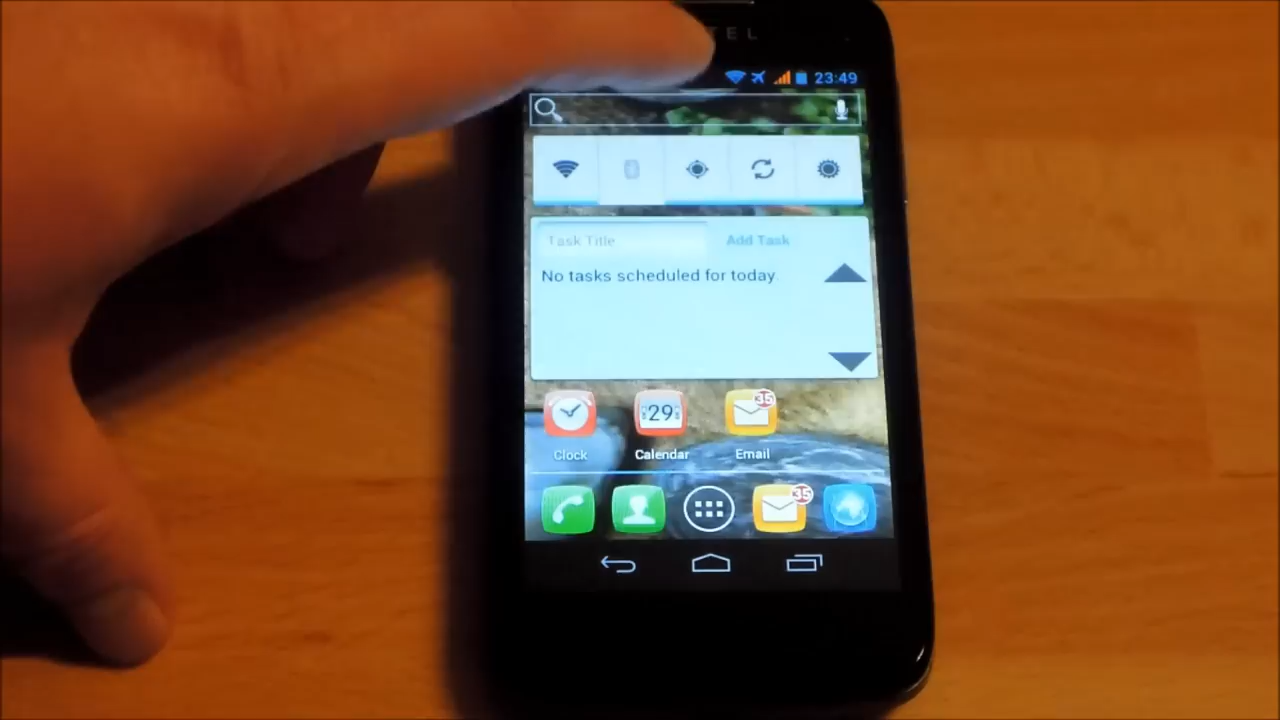 TEL
23:49
Task Title
Add Task
No tasks scheduled for today.
35
29
Clock
Calendar
Email
35